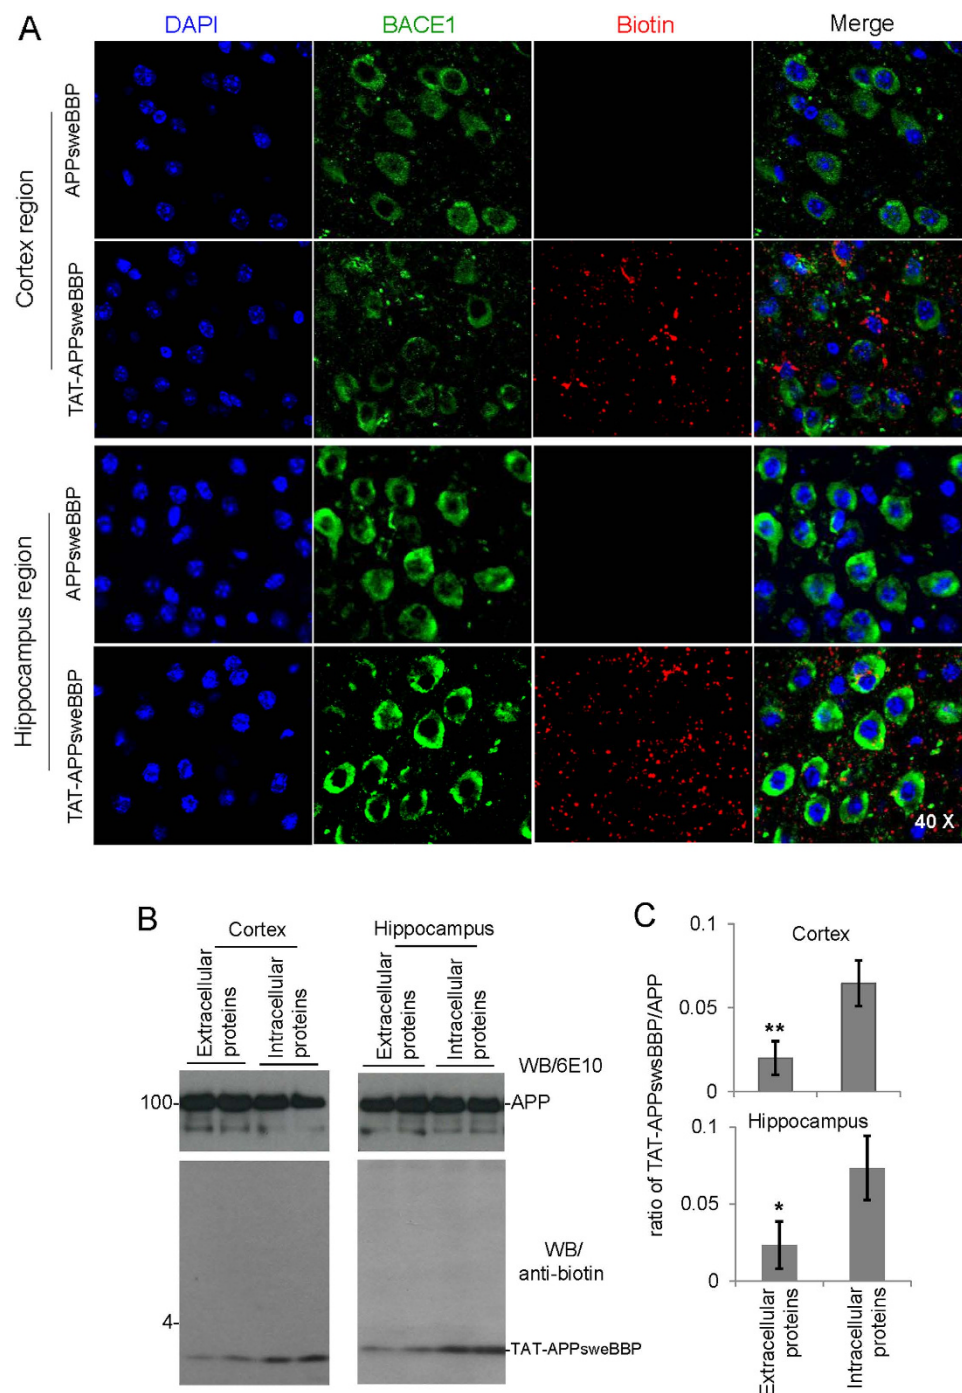 A
DAPI BACE1 Biotin Merge
Cortex region
APPsweBBP
TAT-APPsweBBP
Hippocampus region
APPsweBBP
TAT-APPsweBBP
40 X
B
Cortex
Hippocampus
Extracellular
proteins
Intracellular
proteins
Extracellular
proteins
Intracellular
proteins
WB/6E10
100-
-APP
WB/
anti-biotin
4-
-TAT-APPsweBBP
C
ratio of TAT-APPswsBBP/APP
0.1
Cortex
0.05
**
0
0.1
Hippocampus
0.05
*
0
Extracellular
proteins
Intracellular
proteins